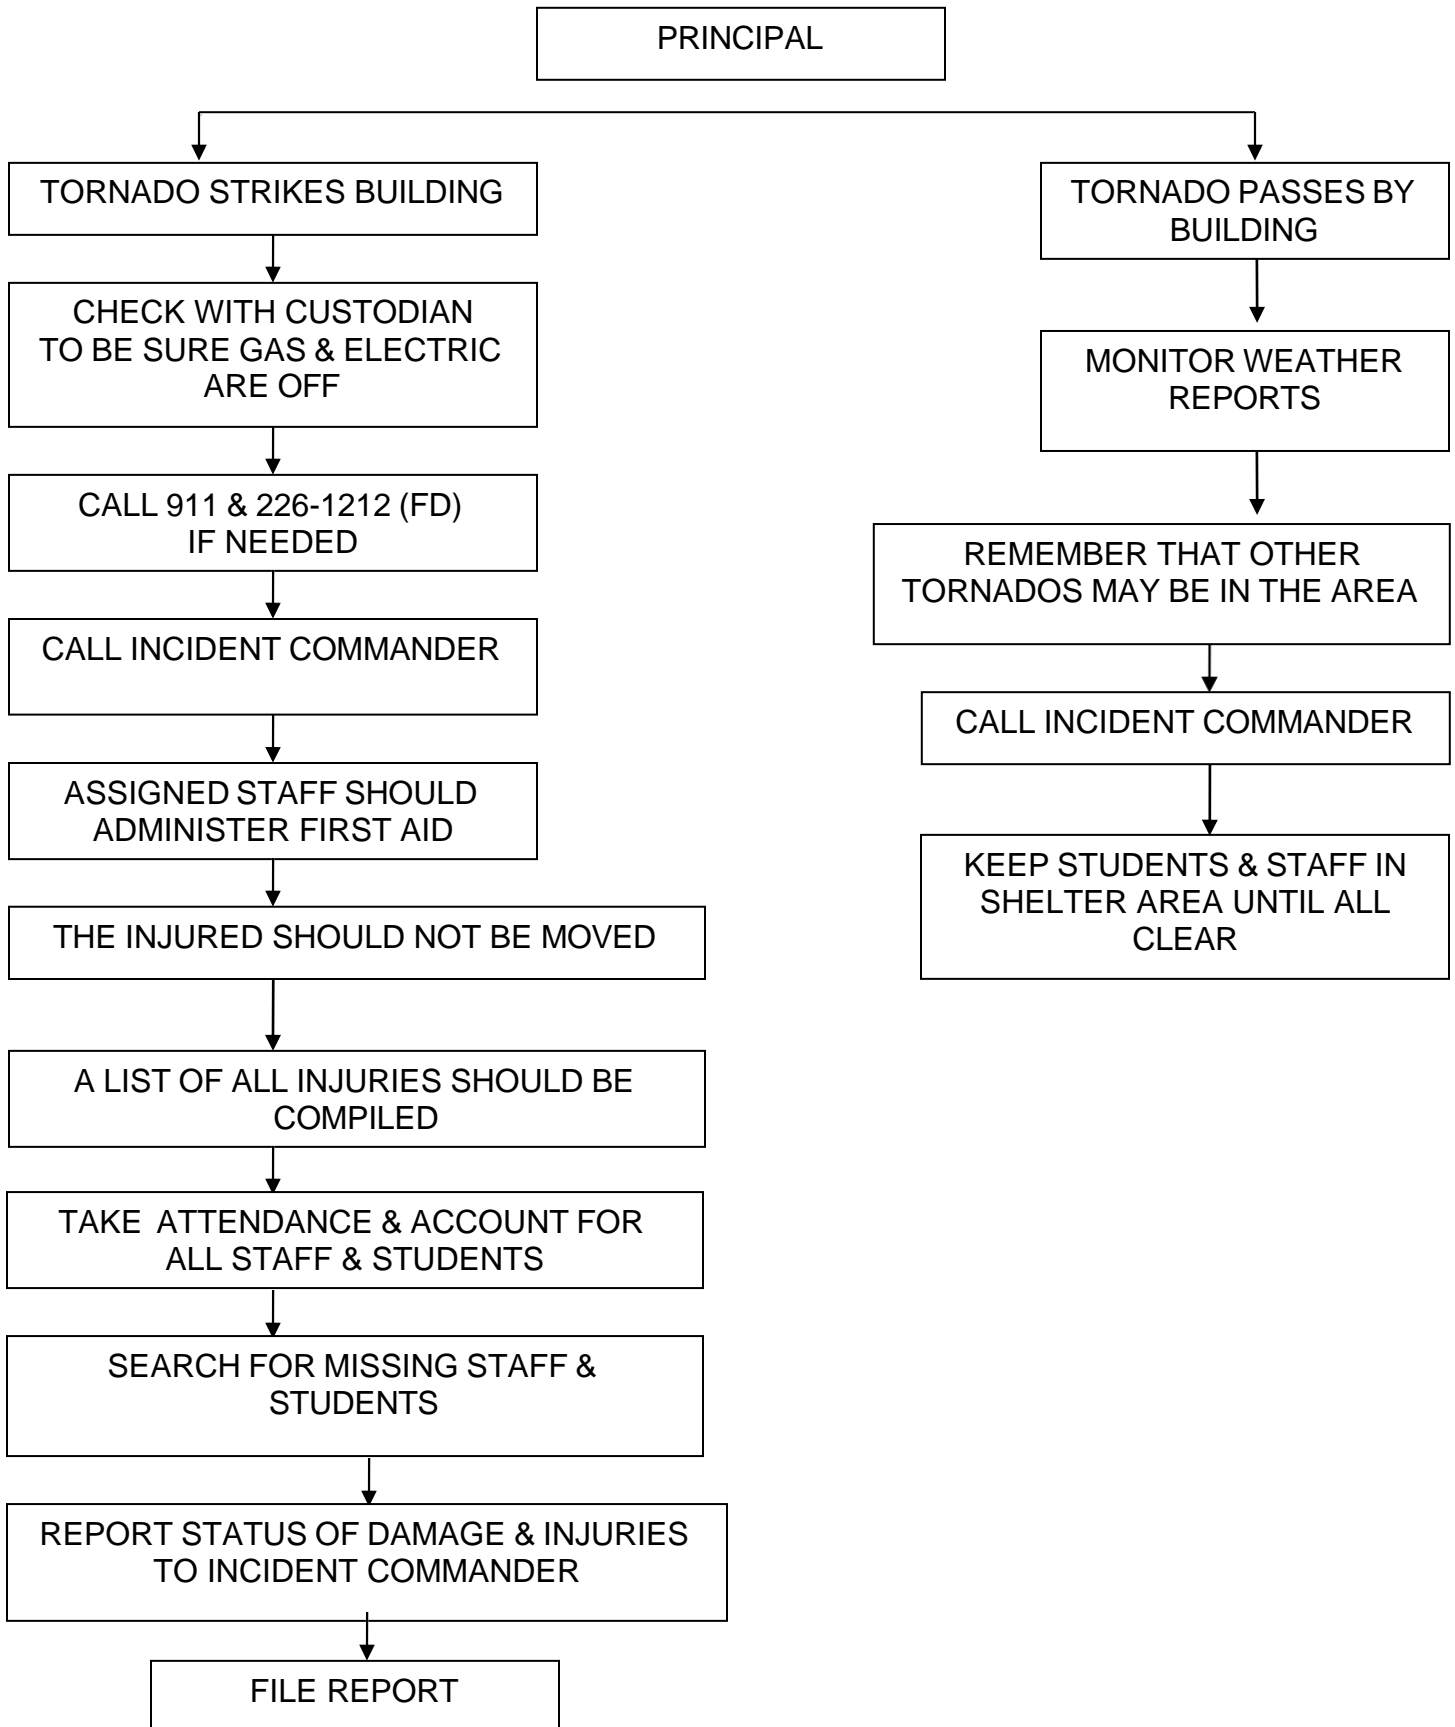 PRINCIPAL
TORNADO STRIKES BUILDING
CHECK WITH CUSTODIAN
TO BE SURE GAS & ELECTRIC
ARE OFF
CALL 911 & 226-1212 (FD)
IF NEEDED
CALL INCIDENT COMMANDER
ASSIGNED STAFF SHOULD
ADMINISTER FIRST AID
THE INJURED SHOULD NOT BE MOVED
A LIST OF ALL INJURIES SHOULD BE
COMPILED
TAKE ATTENDANCE & ACCOUNT FOR
ALL STAFF & STUDENTS
SEARCH FOR MISSING STAFF &
STUDENTS
REPORT STATUS OF DAMAGE & INJURIES
TO INCIDENT COMMANDER
FILE REPORT
TORNADO PASSES BY
BUILDING
MONITOR WEATHER
REPORTS
REMEMBER THAT OTHER
TORNADOS MAY BE IN THE AREA
CALL INCIDENT COMMANDER
KEEP STUDENTS & STAFF IN
SHELTER AREA UNTIL ALL
CLEAR